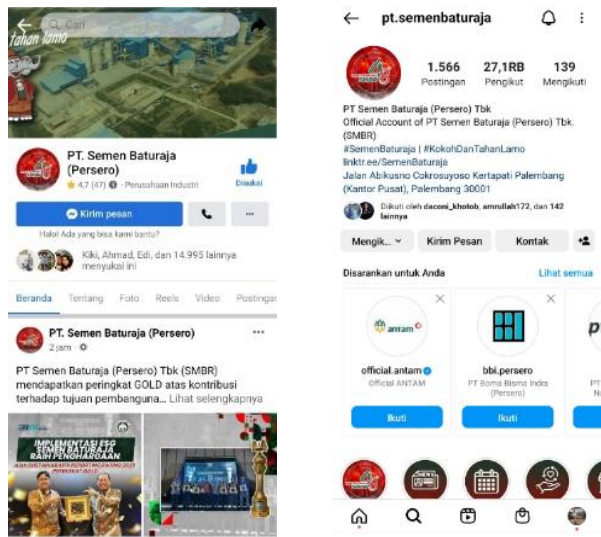 Cari
tahan lamo
PT. Semen Baturaja
(Persero)
4,7 (47) · Perusahaan Industri
Disukai
Kirim pesan
Halo! Ada yang bisa kami bantu?
Kiki, Ahmad, Edi, dan 14.995 lainnya
menyukai ini
Beranda Tentang Foto Reels Video Postingan
PT. Semen Baturaja (Persero)
2 jam
PT Semen Baturaja (Persero) Tbk (SMBR)
mendapatkan peringkat GOLD atas kontribusi
terhadap tujuan pembanguna... Lihat selengkapnya
IMPLEMENTASI ESG
SEMEN BATURAJA
RAIH PENGHARGAAN
pt.semenbaturaja
1.566 27,1RB 139
Postingan Pengikut Mengikuti
PT Semen Baturaja (Persero) Tbk
Official Account of PT Semen Baturaja (Persero) Tbk.
(SMBR)
#SemenBaturaja | #KokohDanTahanLamo
linktr.ee/SemenBaturaja
Jalan Abikusno Cokrosuyoso Kertapati Palembang
(Kantor Pusat), Palembang 30001
Diikuti oleh daconi_khotob, amrullah172, dan 142
lainnya
Mengik... Kirim Pesan Kontak
Disarankan untuk Anda Lihat semua
antam
official.antam
Official ANTAM
Ikuti
bbi.persero
PT Boma Bisma Indra
(Persero)
Ikuti